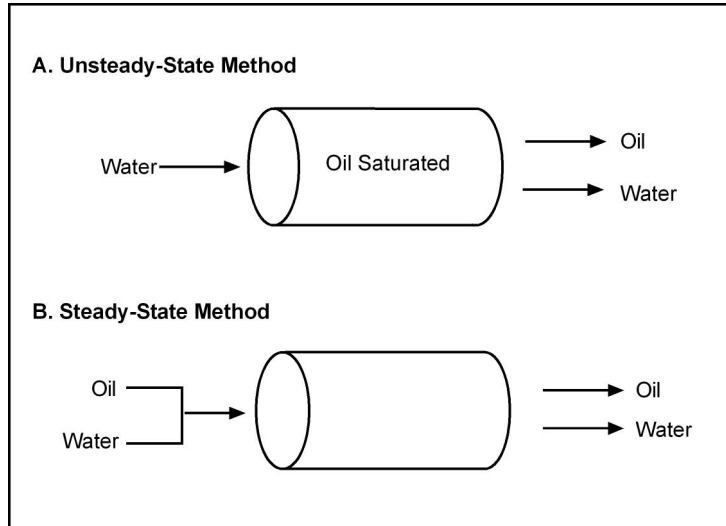 A. Unsteady-State Method
Water
Oil Saturated
Oil
Water
B. Steady-State Method
Oil
Water
Oil
Water